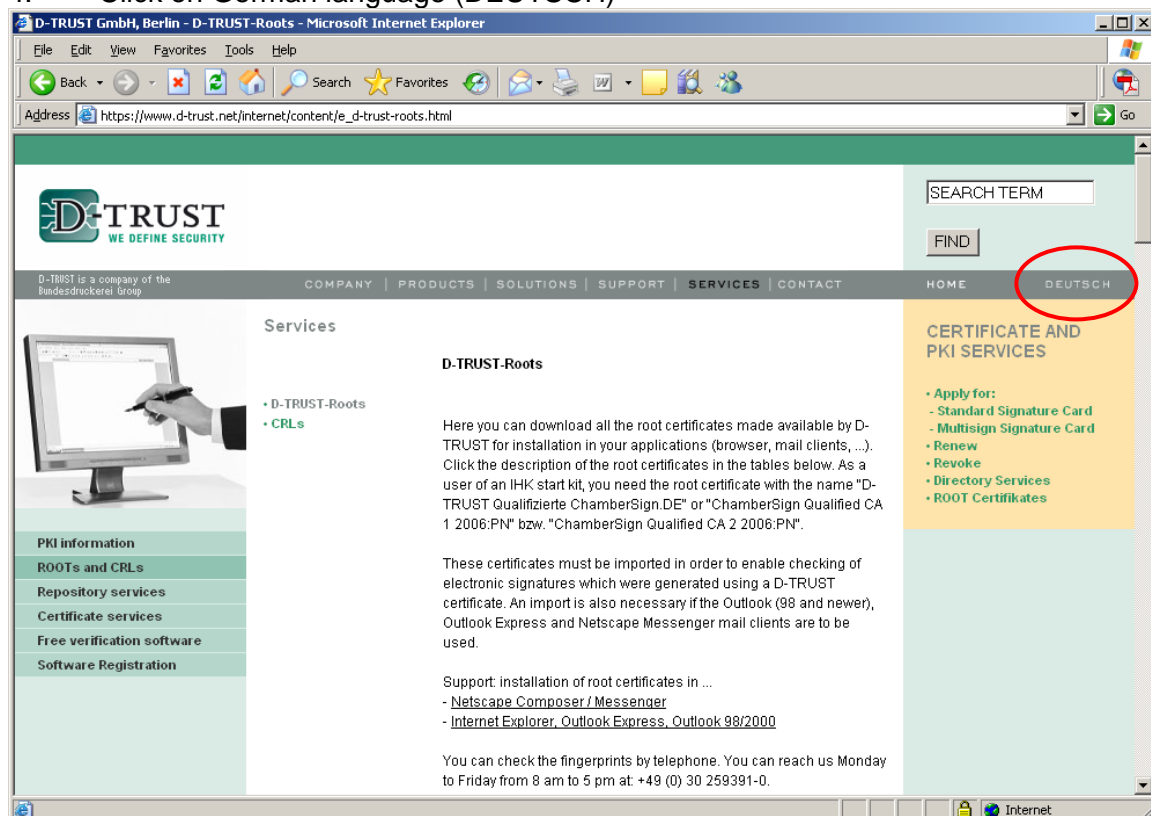 4. Click on German language (DEUTSCH)
D-TRUST GmbH, Berlin - D-TRUST-Roots - Microsoft Internet Explorer
File Edit View Favorites Tools Help
Back Search Favorites
Address https://www.d-trust.net/internet/content/e_d-trust-roots.html Go
SEARCH TERM
D-TRUST
WE DEFINE SECURITY
FIND
D-TRUST is a company of the
Bundesdruckerei Group
COMPANY | PRODUCTS | SOLUTIONS | SUPPORT | SERVICES | CONTACT
HOME DEUTSCH
Services
• D-TRUST-Roots
• CRLs
PKI information
ROOTs and CRLs
Repository services
Certificate services
Free verification software
Software Registration
D-TRUST-Roots
Here you can download all the root certificates made available by D-
TRUST for installation in your applications (browser, mail clients, ...).
Click the description of the root certificates in the tables below. As a
user of an IHK start kit, you need the root certificate with the name "D-
TRUST Qualifizierte ChamberSign.DE" or "ChamberSign Qualified CA
1 2006:PN" bzw. "ChamberSign Qualified CA 2 2006:PN".
These certificates must be imported in order to enable checking of
electronic signatures which were generated using a D-TRUST
certificate. An import is also necessary if the Outlook (98 and newer),
Outlook Express and Netscape Messenger mail clients are to be
used.
Support: installation of root certificates in ...
- Netscape Composer / Messenger
- Internet Explorer, Outlook Express, Outlook 98/2000
You can check the fingerprints by telephone. You can reach us Monday
to Friday from 8 am to 5 pm at: +49 (0) 30 259391-0.
CERTIFICATE AND
PKI SERVICES
• Apply for:
- Standard Signature Card
- Multisign Signature Card
• Renew
• Revoke
• Directory Services
• ROOT Certifikates
Internet